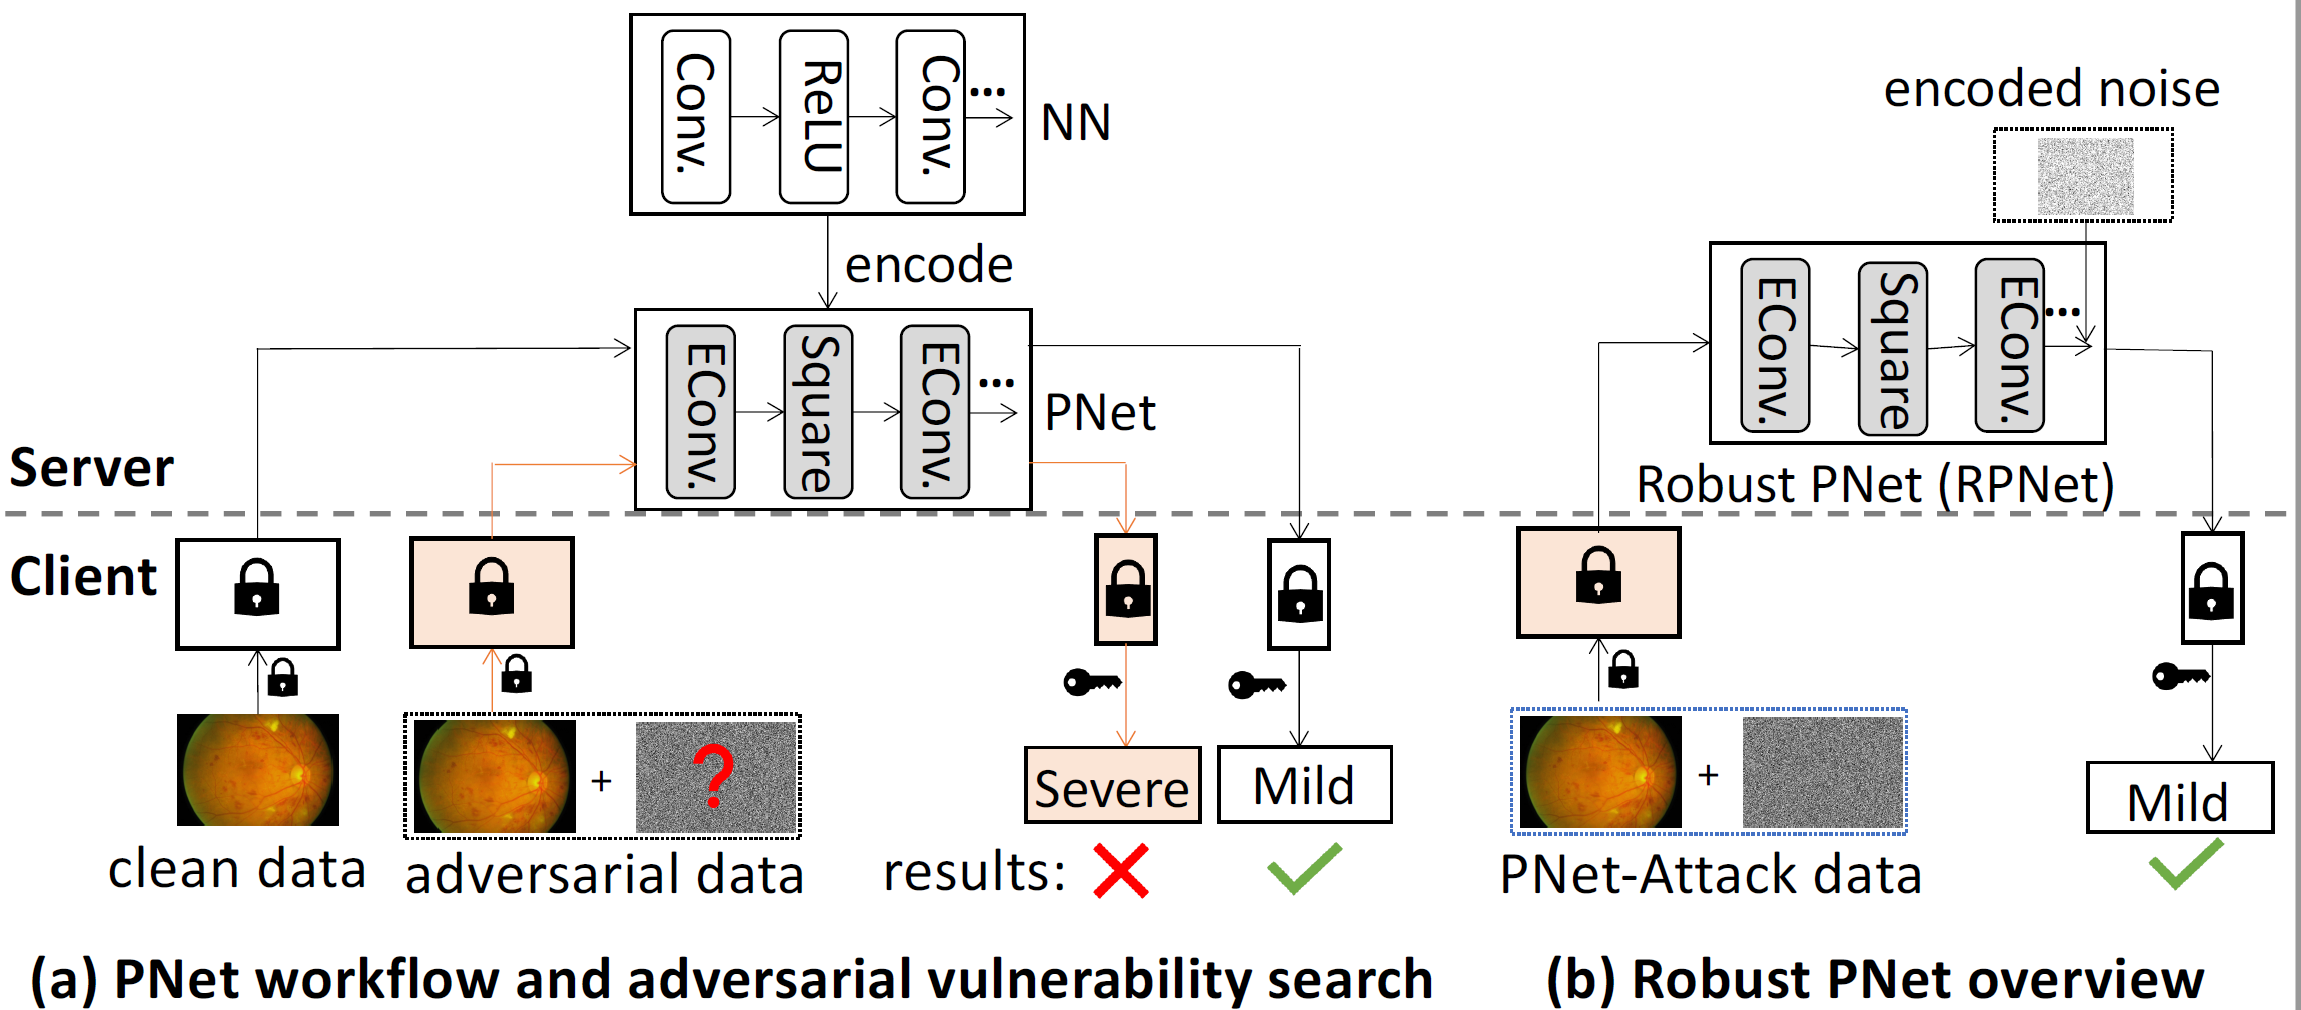 Conv.
ReLU
Conv.
...
NN
encode
EConv.
Square
EConv.
...
PNet
Server
Client
clean data
+
?
adversarial data
Severe
Mild
results:
(a) PNet workflow and adversarial vulnerability search
encoded noise
EConv.
Square
EConv.
...
Robust PNet (RPNet)
+
PNet-Attack data
Mild
(b) Robust PNet overview